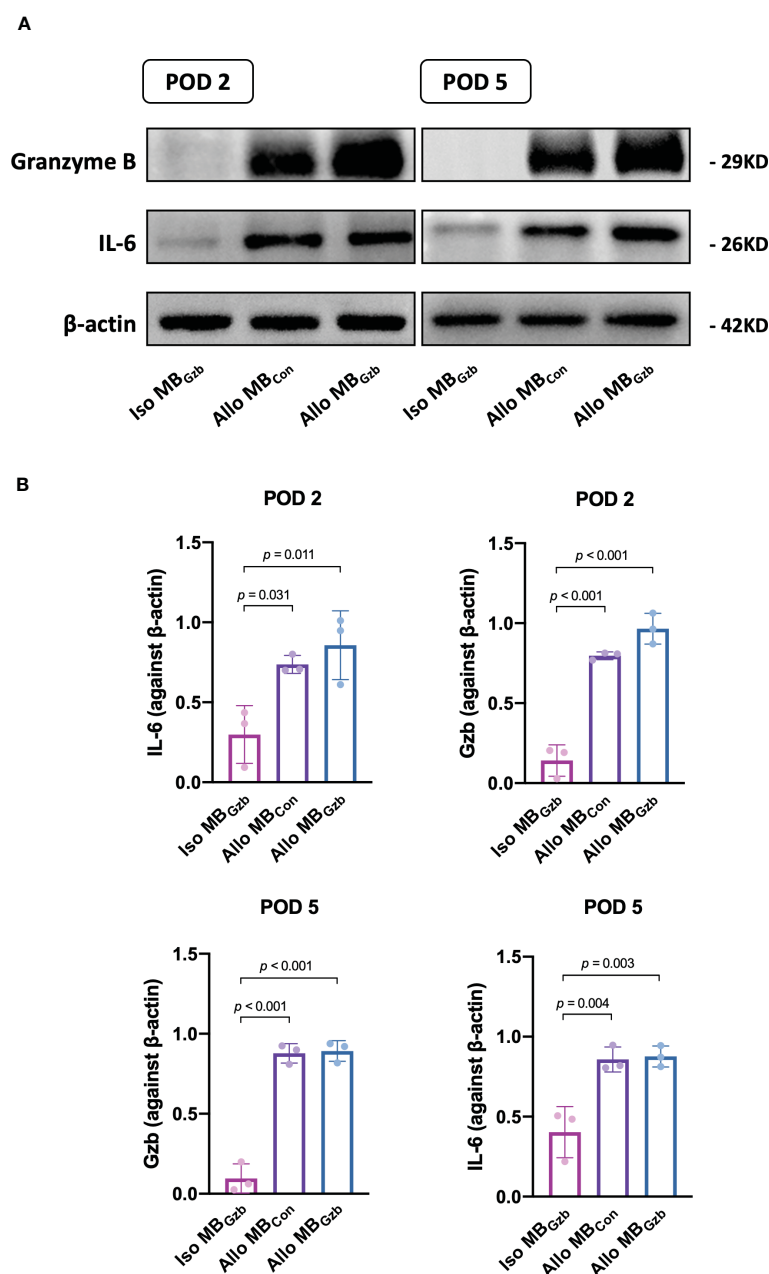 A
POD 2
POD 5
Granzyme B
- 29KD
IL-6
- 26KD
β-actin
- 42KD
Iso MBGzb
Allo MBCon
Allo MBGzb
Iso MBGzb
Allo MBCon
Allo MBGzb
B
POD 2
IL-6 (against β-actin)
1.5
1.0
0.5
0.0
p = 0.011
p = 0.031
Iso MBGzb
Allo MBCon
Allo MBGzb
POD 2
Gzb (against β-actin)
1.5
1.0
0.5
0.0
p < 0.001
p < 0.001
Iso MBGzb
Allo MBCon
Allo MBGzb
POD 5
Gzb (against β-actin)
1.5
1.0
0.5
0.0
p < 0.001
p < 0.001
Iso MBGzb
Allo MBCon
Allo MBGzb
POD 5
IL-6 (against β-actin)
1.5
1.0
0.5
0.0
p = 0.003
p = 0.004
Iso MBGzb
Allo MBCon
Allo MBGzb